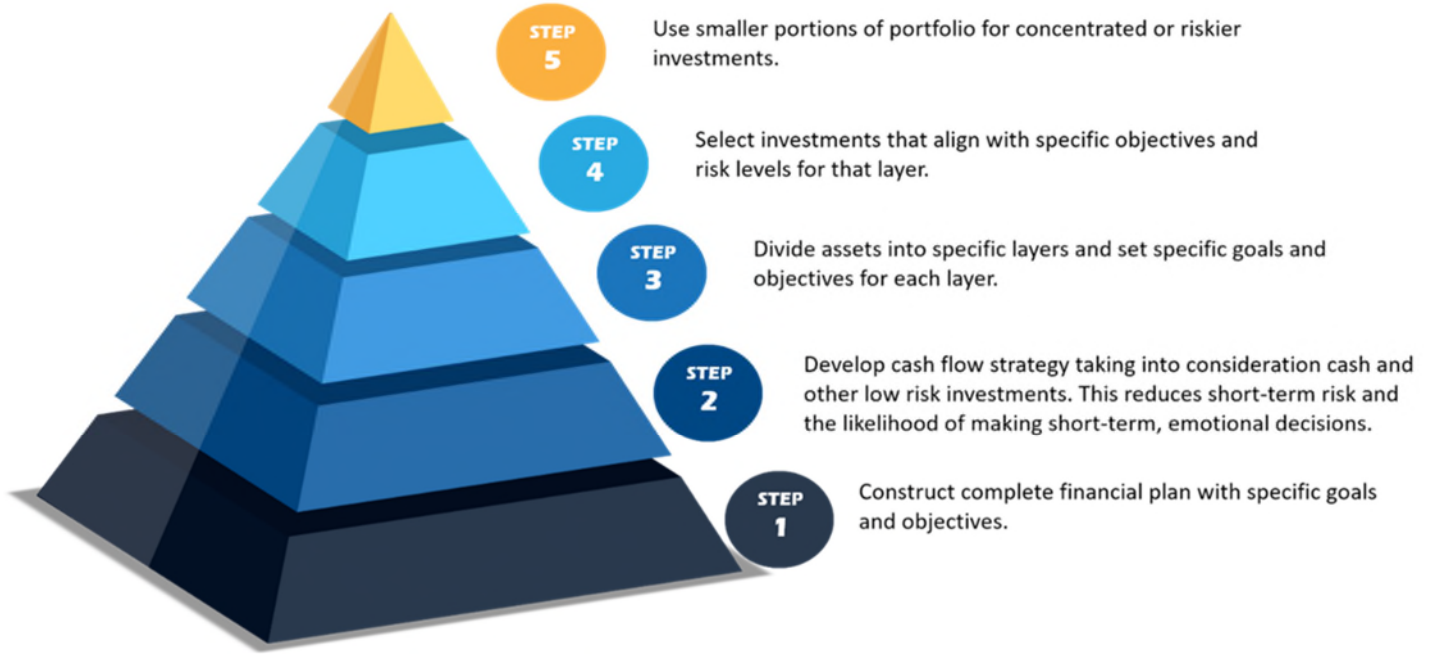 STEP
5
Use smaller portions of portfolio for concentrated or riskier
investments.
STEP
4
Select investments that align with specific objectives and
risk levels for that layer.
STEP
3
Divide assets into specific layers and set specific goals and
objectives for each layer.
STEP
2
Develop cash flow strategy taking into consideration cash and
other low risk investments. This reduces short-term risk and
the likelihood of making short-term, emotional decisions.
STEP
1
Construct complete financial plan with specific goals
and objectives.